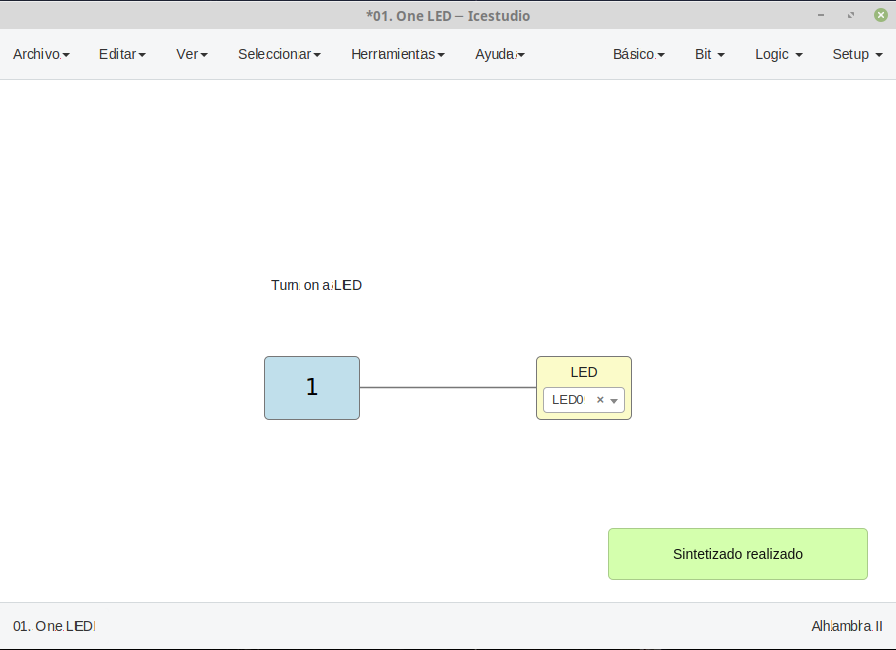 *01. One LED – Icestudio
Archivo Editar Ver Seleccionar Herramientas Ayuda Básico Bit Logic Setup
Turn on a LED
1
LED
LED0
Sintetizado realizado
01. One LED Alhambra II